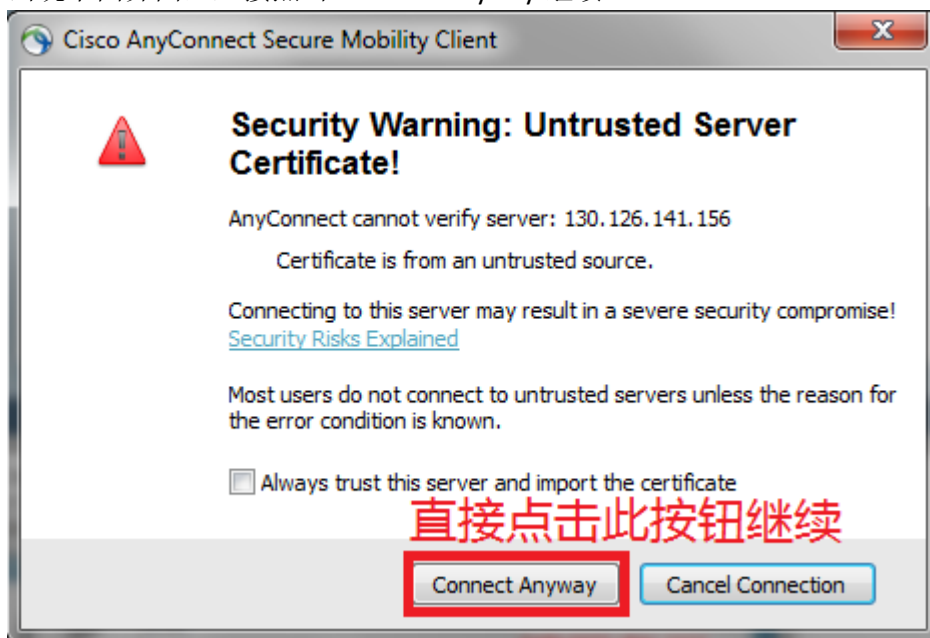 Cisco AnyConnect Secure Mobility Client
Security Warning: Untrusted Server
Certificate!
AnyConnect cannot verify server: 130.126.141.156
Certificate is from an untrusted source.
Connecting to this server may result in a severe security compromise!
Security Risks Explained
Most users do not connect to untrusted servers unless the reason for
the error condition is known.
Always trust this server and import the certificate
直接点击此按钮继续
Connect Anyway
Cancel Connection